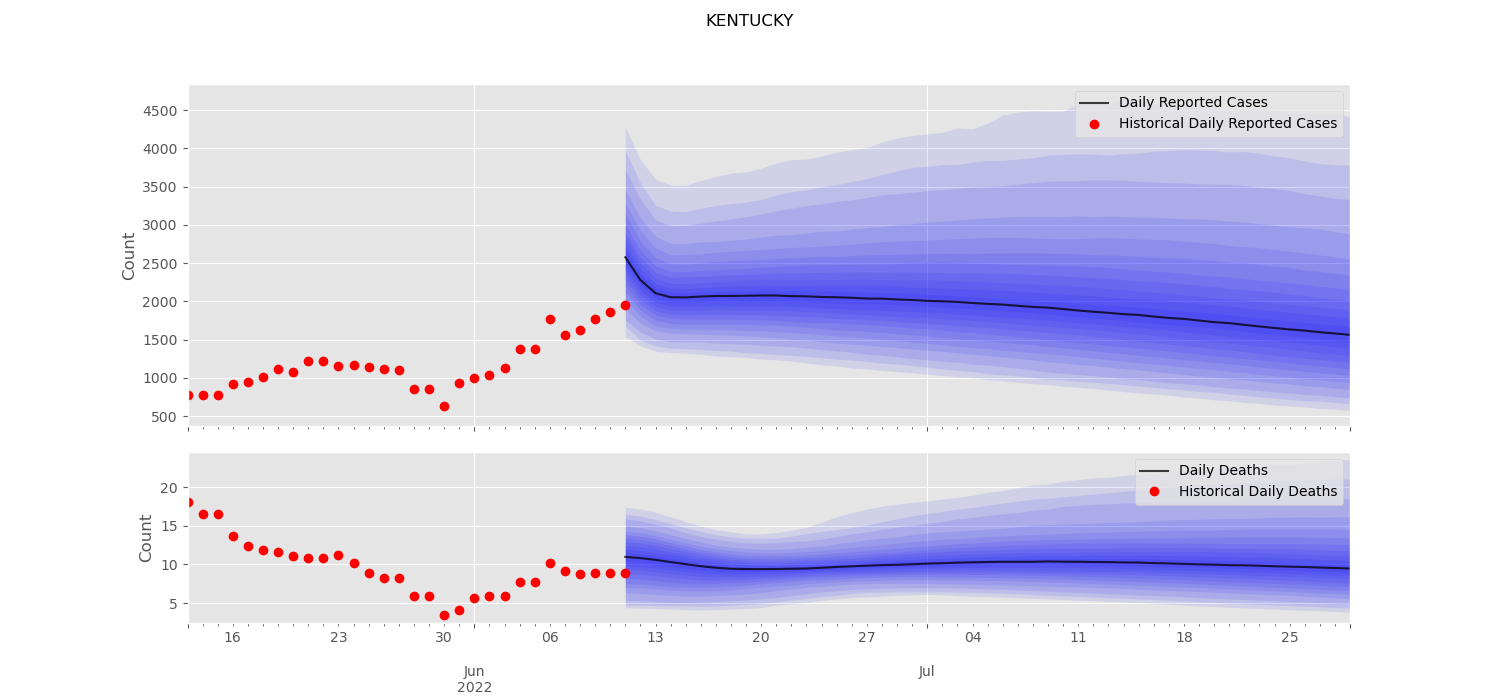 KENTUCKY
Daily Reported Cases
Historical Daily Reported Cases
4500
4000
3500
3000
2500
2000
1500
1000
500
Count
Daily Deaths
Historical Daily Deaths
20
15
10
5
Count
16 23 30 06 13 20 27 04 11 18 25
Jun Jul
2022